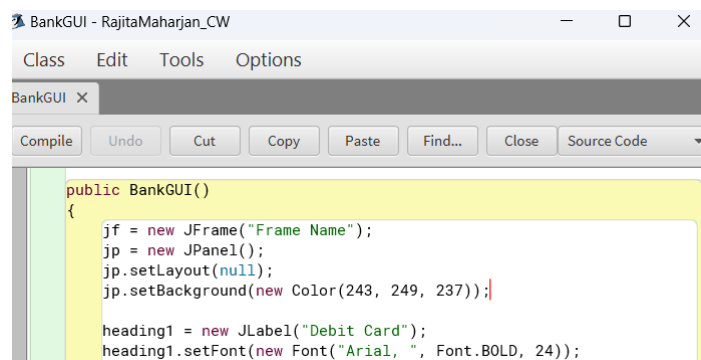 BankGUI - RajitaMaharjan_CW
Class Edit Tools Options
BankGUI X
Compile Undo Cut Copy Paste Find... Close Source Code
public BankGUI()
{
jf = new JFrame("Frame Name");
jp = new JPanel();
jp.setLayout(null);
jp.setBackground(new Color(243, 249, 237));
heading1 = new JLabel("Debit Card");
heading1.setFont(new Font("Arial, ", Font.BOLD, 24));